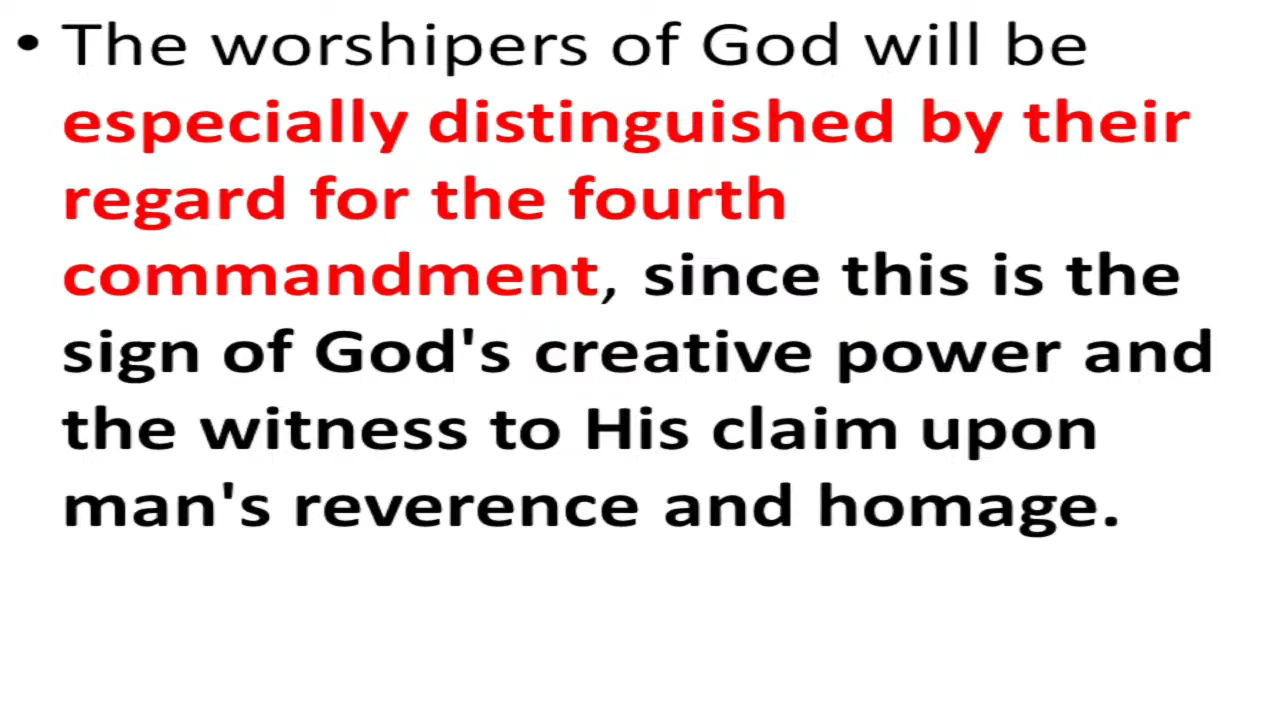 • The worshipers of God will be
especially distinguished by their
regard for the fourth
commandment, since this is the
sign of God's creative power and
the witness to His claim upon
man's reverence and homage.